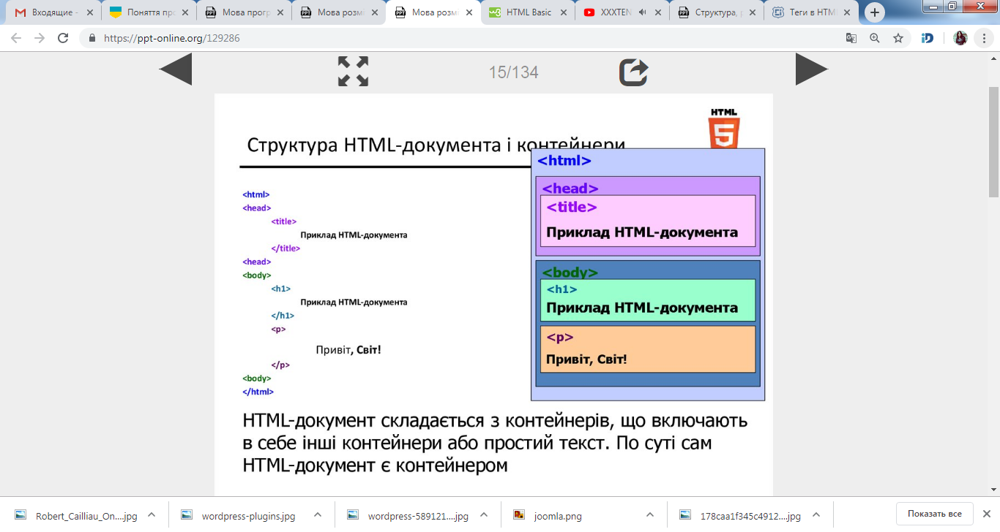 Входящие -
Поняття про
Мова прогр
Мова розмі
Мова розмі
HTML Basic
XXXTEN
Структура, р
Теги в HTM
https://ppt-online.org/129286
15/134
HTML
5
Структура HTML-документа і контейнери
<html>
<head>
<title>
Приклад HTML-документа
</title>
<head>
<body>
<h1>
Приклад HTML-документа
</h1>
<p>
Привіт, Світ!
</p>
<body>
</html>
<html>
<head>
<title>
Приклад HTML-документа
<body>
<h1>
Приклад HTML-документа
<p>
Привіт, Світ!
HTML-документ складається з контейнерів, що включають
в себе інші контейнери або простий текст. По суті сам
HTML-документ є контейнером
Robert_Cailliau_On....jpg
wordpress-plugins.jpg
wordpress-589121....jpg
joomla.png
178caa1f345c4912....jpg
Показать все